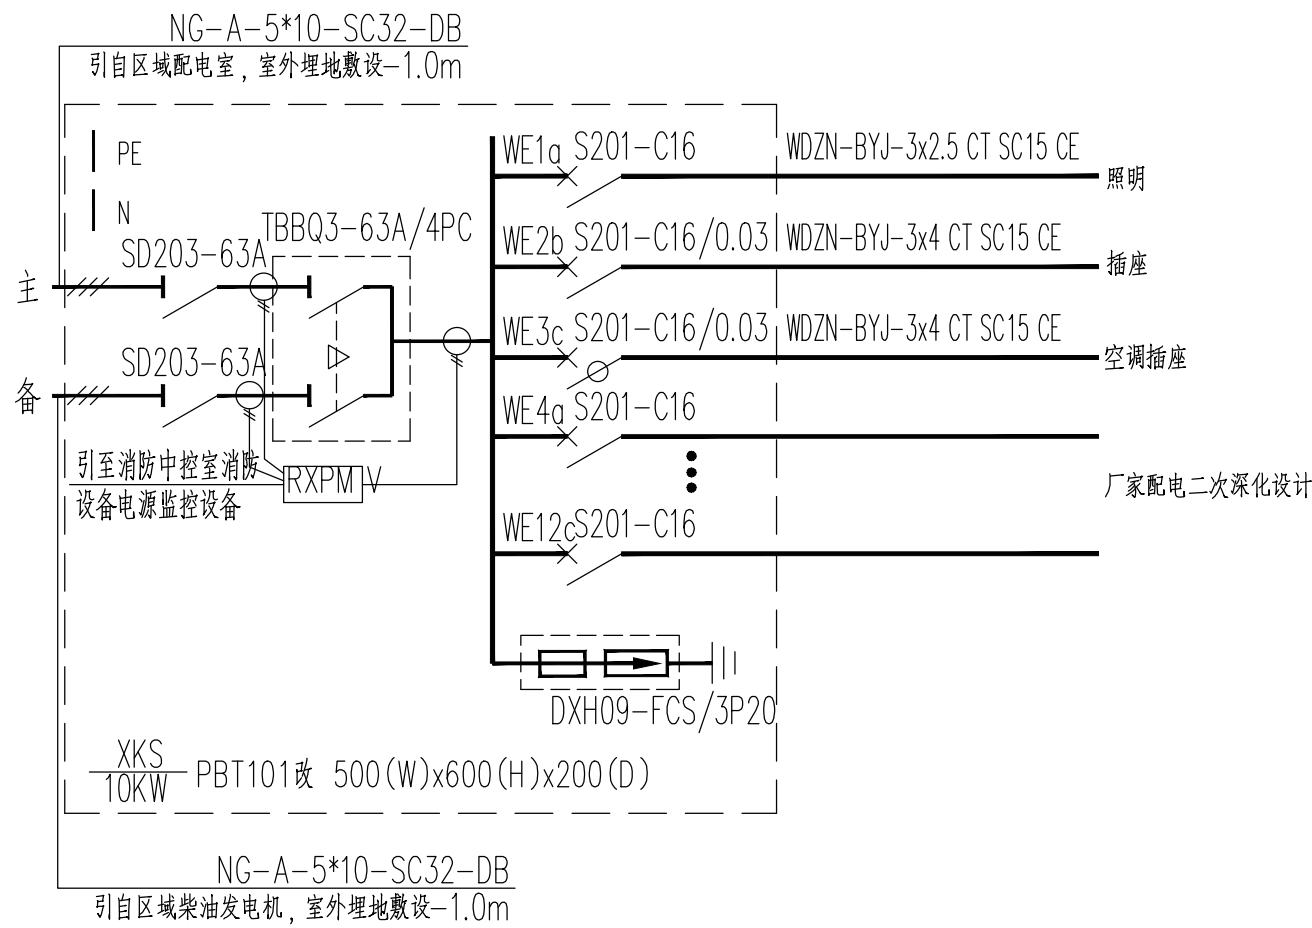 NG-A-5*10-SC32-DB
引自区域配电室，室外埋地敷设-1.0m
PE
N
WE1a S201-C16 WDZN-BYJ-3x2.5 CT SC15 CE 照明
TBBQ3-63A/4PC
WE2b S201-C16/0.03 WDZN-BYJ-3x4 CT SC15 CE 插座
SD203-63A
主
WE3c S201-C16/0.03 WDZN-BYJ-3x4 CT SC15 CE 空调插座
SD203-63A
备
WE4a S201-C16
引至消防中控室消防
设备电源监控设备
RXPM V
厂家配电二次深化设计
WE12c S201-C16
DXH09-FCS/3P20
XKS
10KW
PBT101改 500(W)x600(H)x200(D)
NG-A-5*10-SC32-DB
引自区域柴油发电机，室外埋地敷设-1.0m